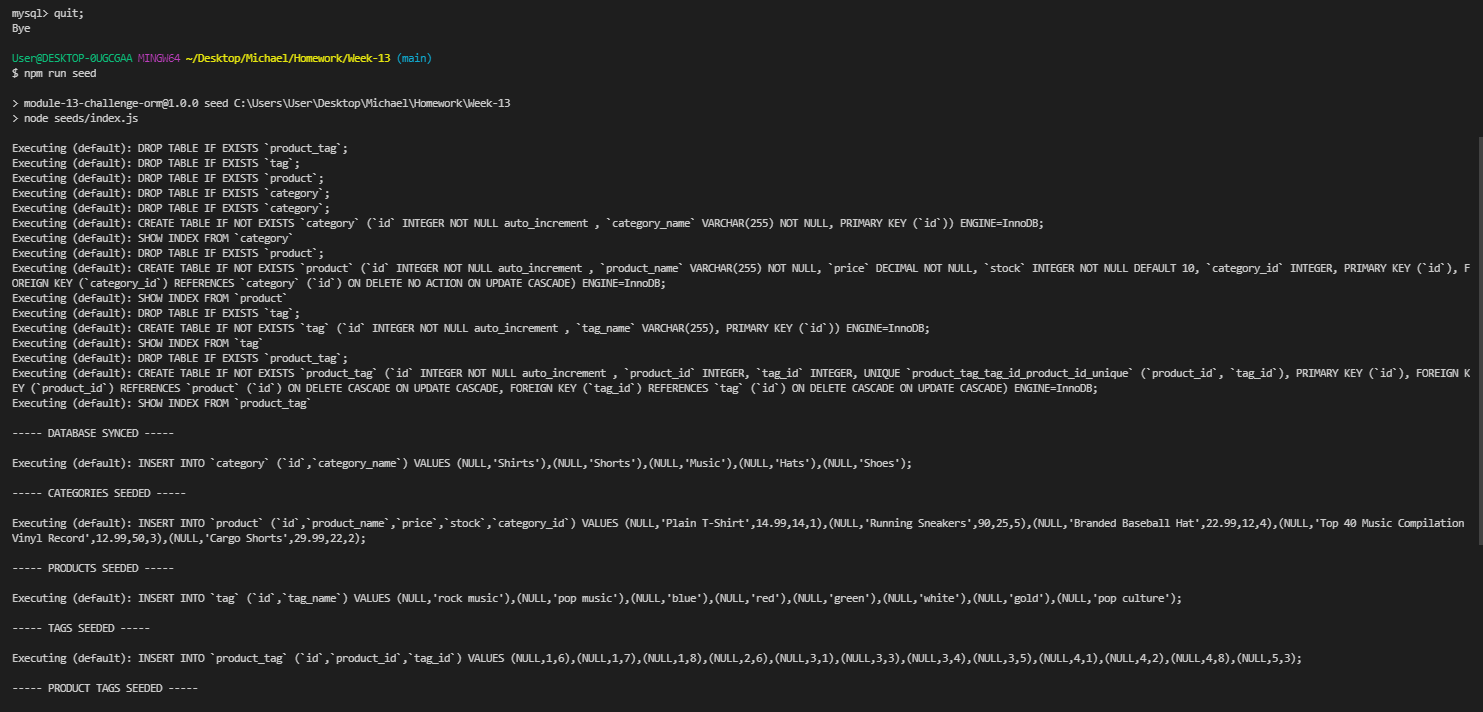 mysql> quit;
Bye
User@DESKTOP-0UGCGAA MINGW64 ~/Desktop/Michael/Homework/Week-13 (main)
$ npm run seed
> module-13-challenge-orm@1.0.0 seed C:\Users\User\Desktop\Michael\Homework\Week-13
> node seeds/index.js
Executing (default): DROP TABLE IF EXISTS `product_tag`;
Executing (default): DROP TABLE IF EXISTS `tag`;
Executing (default): DROP TABLE IF EXISTS `product`;
Executing (default): DROP TABLE IF EXISTS `category`;
Executing (default): DROP TABLE IF EXISTS `category`;
Executing (default): CREATE TABLE IF NOT EXISTS `category` (`id` INTEGER NOT NULL auto_increment , `category_name` VARCHAR(255) NOT NULL, PRIMARY KEY (`id`)) ENGINE=InnoDB;
Executing (default): SHOW INDEX FROM `category`
Executing (default): DROP TABLE IF EXISTS `product`;
Executing (default): CREATE TABLE IF NOT EXISTS `product` (`id` INTEGER NOT NULL auto_increment , `product_name` VARCHAR(255) NOT NULL, `price` DECIMAL NOT NULL, `stock` INTEGER NOT NULL DEFAULT 10, `category_id` INTEGER, PRIMARY KEY (`id`), F
OREIGN KEY (`category_id`) REFERENCES `category` (`id`) ON DELETE NO ACTION ON UPDATE CASCADE) ENGINE=InnoDB;
Executing (default): SHOW INDEX FROM `product`
Executing (default): DROP TABLE IF EXISTS `tag`;
Executing (default): CREATE TABLE IF NOT EXISTS `tag` (`id` INTEGER NOT NULL auto_increment , `tag_name` VARCHAR(255), PRIMARY KEY (`id`)) ENGINE=InnoDB;
Executing (default): SHOW INDEX FROM `tag`
Executing (default): DROP TABLE IF EXISTS `product_tag`;
Executing (default): CREATE TABLE IF NOT EXISTS `product_tag` (`id` INTEGER NOT NULL auto_increment , `product_id` INTEGER, `tag_id` INTEGER, UNIQUE `product_tag_tag_id_product_id_unique` (`product_id`, `tag_id`), PRIMARY KEY (`id`), FOREIGN K
EY (`product_id`) REFERENCES `product` (`id`) ON DELETE CASCADE ON UPDATE CASCADE, FOREIGN KEY (`tag_id`) REFERENCES `tag` (`id`) ON DELETE CASCADE ON UPDATE CASCADE) ENGINE=InnoDB;
Executing (default): SHOW INDEX FROM `product_tag`
----- DATABASE SYNCED -----
Executing (default): INSERT INTO `category` (`id`,`category_name`) VALUES (NULL,'Shirts'),(NULL,'Shorts'),(NULL,'Music'),(NULL,'Hats'),(NULL,'Shoes');
----- CATEGORIES SEEDED -----
Executing (default): INSERT INTO `product` (`id`,`product_name`,`price`,`stock`,`category_id`) VALUES (NULL,'Plain T-Shirt',14.99,14,1),(NULL,'Running Sneakers',90,25,5),(NULL,'Branded Baseball Hat',22.99,12,4),(NULL,'Top 40 Music Compilation
Vinyl Record',12.99,50,3),(NULL,'Cargo Shorts',29.99,22,2);
----- PRODUCTS SEEDED -----
Executing (default): INSERT INTO `tag` (`id`,`tag_name`) VALUES (NULL,'rock music'),(NULL,'pop music'),(NULL,'blue'),(NULL,'red'),(NULL,'green'),(NULL,'white'),(NULL,'gold'),(NULL,'pop culture');
----- TAGS SEEDED -----
Executing (default): INSERT INTO `product_tag` (`id`,`product_id`,`tag_id`) VALUES (NULL,1,6),(NULL,1,7),(NULL,1,8),(NULL,2,6),(NULL,3,1),(NULL,3,3),(NULL,3,4),(NULL,3,5),(NULL,4,1),(NULL,4,2),(NULL,4,8),(NULL,5,3);
----- PRODUCT TAGS SEEDED -----